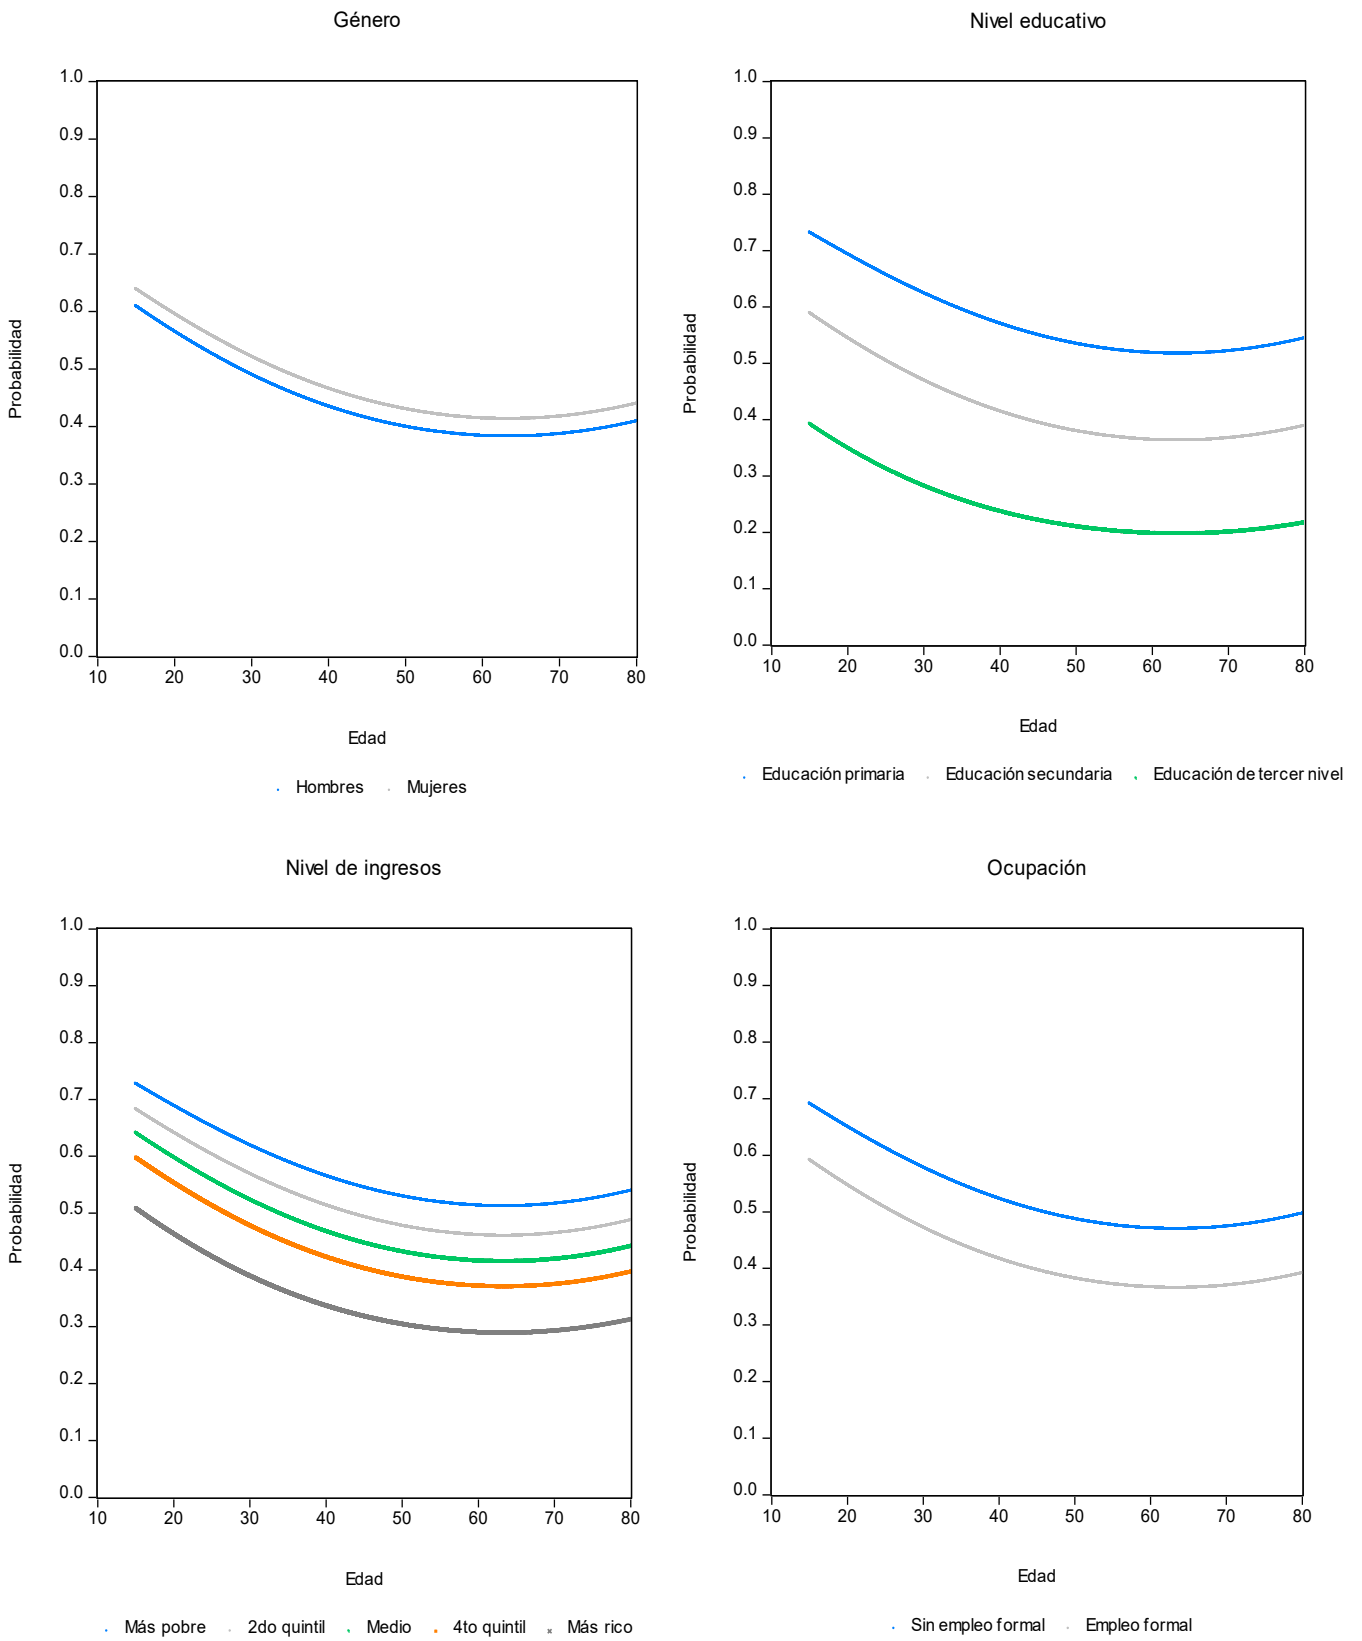 Género
1.0
0.9
0.8
0.7
0.6
0.5
0.4
0.3
0.2
0.1
0.0
Probabilidad
10 20 30 40 50 60 70 80
Edad
Hombres Mujeres
Nivel educativo
1.0
0.9
0.8
0.7
0.6
0.5
0.4
0.3
0.2
0.1
0.0
Probabilidad
10 20 30 40 50 60 70 80
Edad
Educación primaria Educación secundaria Educación de tercer nivel
Nivel de ingresos
1.0
0.9
0.8
0.7
0.6
0.5
0.4
0.3
0.2
0.1
0.0
Probabilidad
10 20 30 40 50 60 70 80
Edad
Más pobre 2do quintil Medio 4to quintil Más rico
Ocupación
1.0
0.9
0.8
0.7
0.6
0.5
0.4
0.3
0.2
0.1
0.0
Probabilidad
10 20 30 40 50 60 70 80
Edad
Sin empleo formal Empleo formal